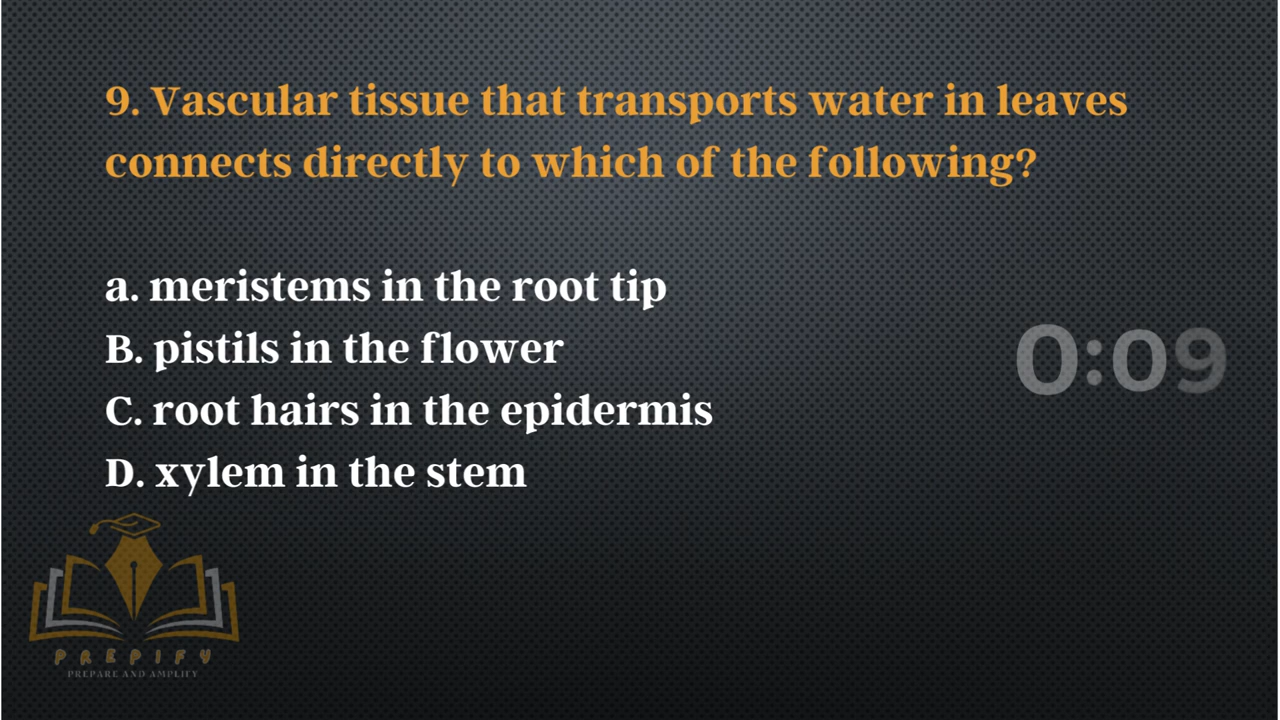 9. Vascular tissue that transports water in leaves
connects directly to which of the following?
a. meristems in the root tip
B. pistils in the flower
C. root hairs in the epidermis
D. xylem in the stem
0:09
PREPIFY
PREPARE AND AMPLIFY